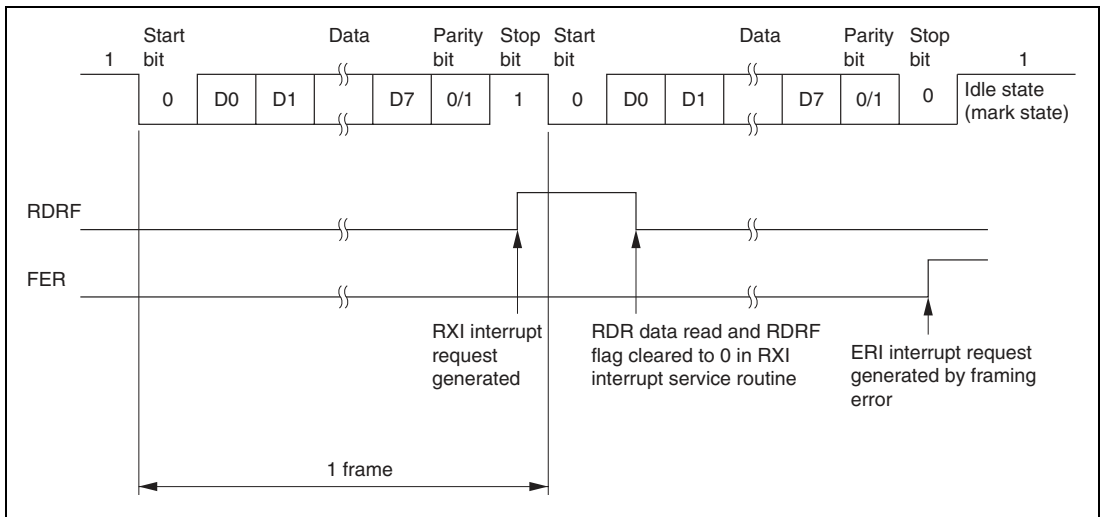 Start bit Data Parity bit Stop bit Start bit Data Parity bit Stop bit
1 1
0 D0 D1 D7 0/1 1 0 D0 D1 D7 0/1 0 Idle state
(mark state)
RDRF
FER
RXI interrupt
request
generated
RDR data read and RDRF
flag cleared to 0 in RXI
interrupt service routine
ERI interrupt request
generated by framing
error
1 frame